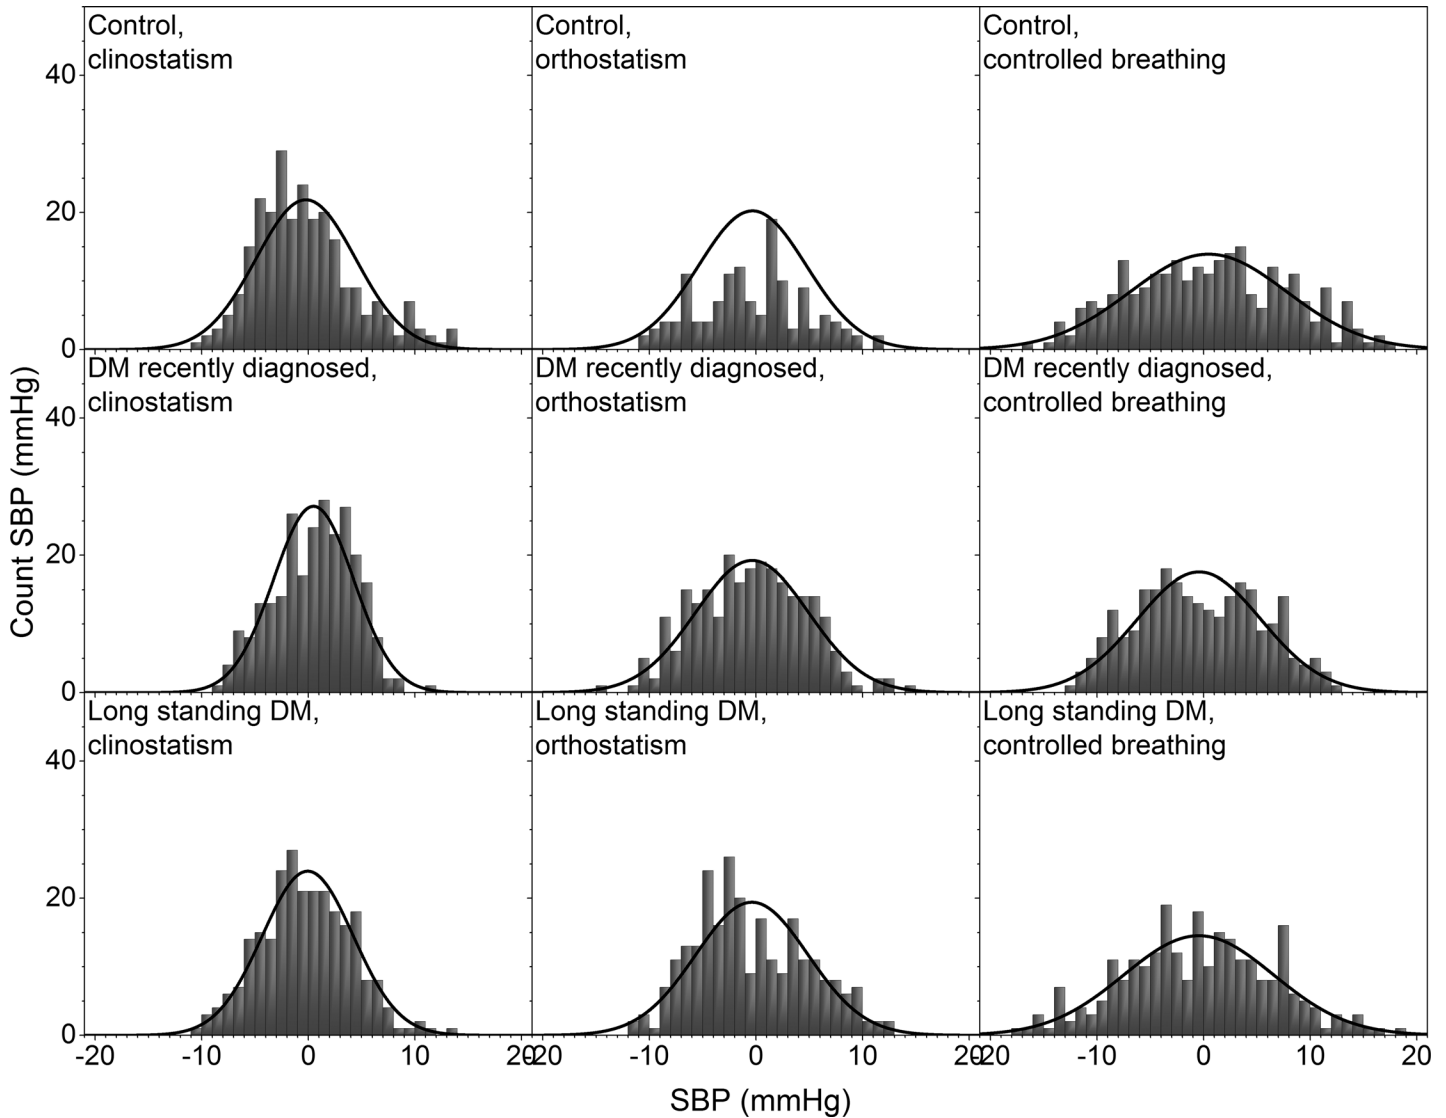 Control,
clinostatism
Control,
orthostatism
Control,
controlled breathing
40
20
0
DM recently diagnosed,
clinostatism
DM recently diagnosed,
orthostatism
DM recently diagnosed,
controlled breathing
40
20
0
Long standing DM,
clinostatism
Long standing DM,
orthostatism
Long standing DM,
controlled breathing
40
20
0
Count SBP (mmHg)
-20 -10 0 10 20
-20 -10 0 10 20
-20 -10 0 10 20
SBP (mmHg)